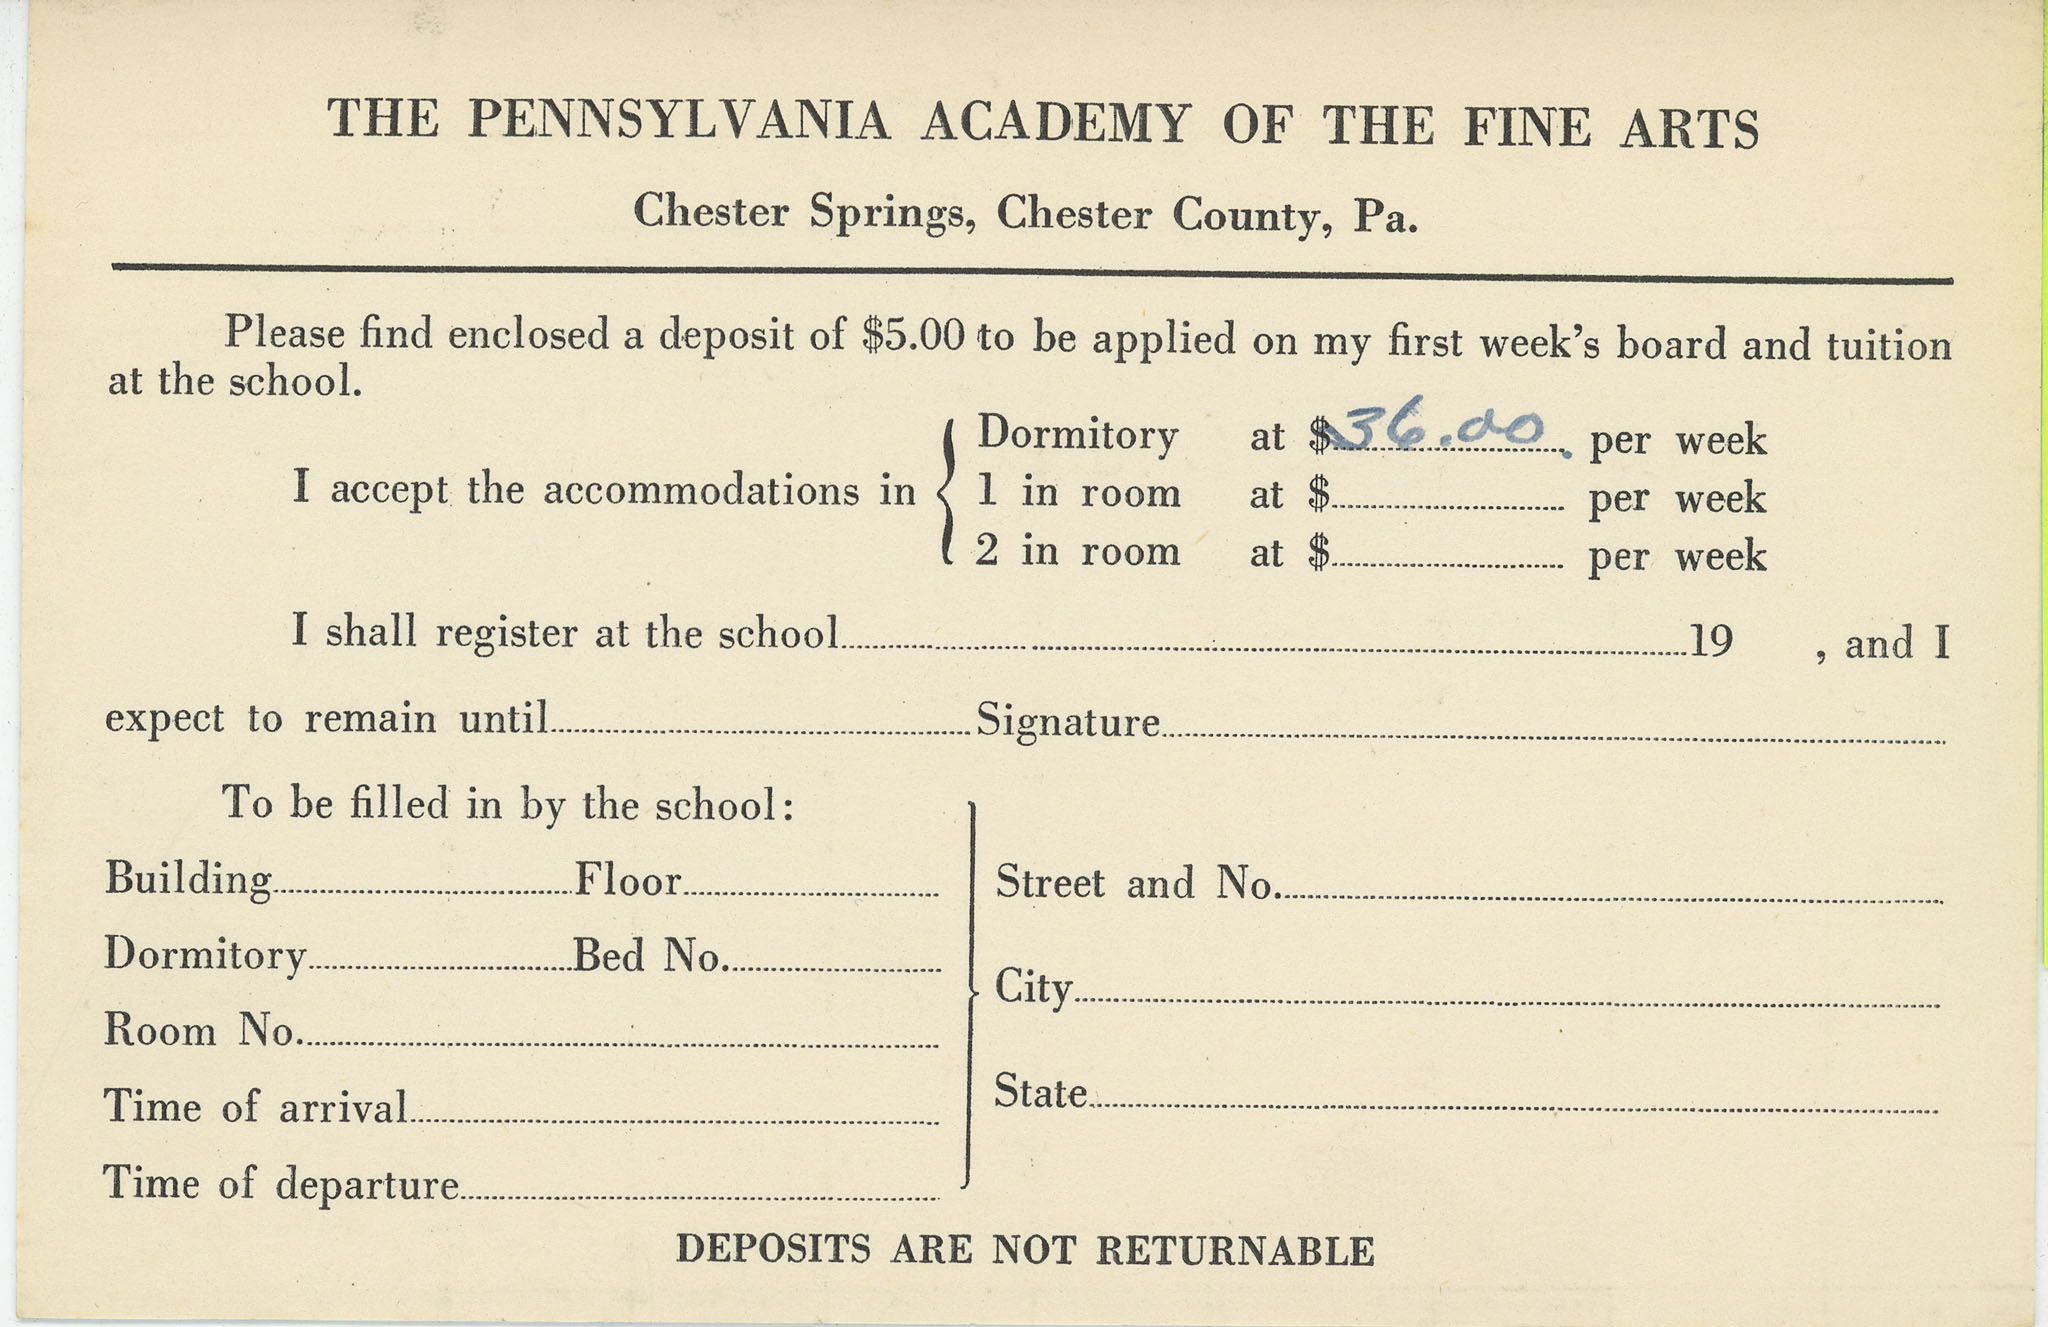 THE PENNSYLVANIA ACADEMY OF THE FINE ARTS
Chester Springs, Chester County, Pa.
Please find enclosed a deposit of $5.00 to be applied on my first week's board and tuition
at the school.
Dormitory at $36.00. per week
I accept the accommodations in { 1 in room at $ per week
2 in room at $ per week
I shall register at the school 19 , and I
expect to remain until Signature
To be filled in by the school:
Building Floor
Dormitory Bed No.
Room No.
Time of arrival
Time of departure
Street and No.
City
State
DEPOSITS ARE NOT RETURNABLE